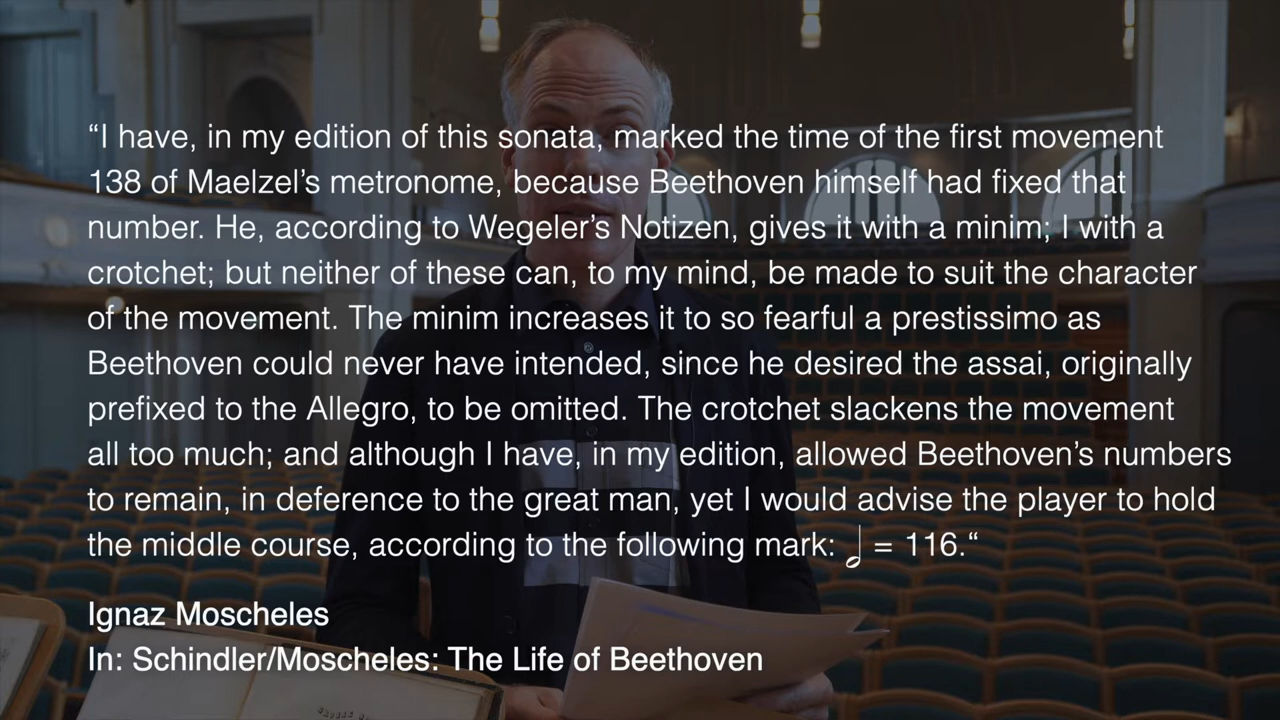 “I have, in my edition of this sonata, marked the time of the first movement
138 of Maelzel’s metronome, because Beethoven himself had fixed that
number. He, according to Wegeler’s Notizen, gives it with a minim; I with a
crotchet; but neither of these can, to my mind, be made to suit the character
of the movement. The minim increases it to so fearful a prestissimo as
Beethoven could never have intended, since he desired the assai, originally
prefixed to the Allegro, to be omitted. The crotchet slackens the movement
all too much; and although I have, in my edition, allowed Beethoven’s numbers
to remain, in deference to the great man, yet I would advise the player to hold
the middle course, according to the following mark: 𝅗𝅥 = 116.“
Ignaz Moscheles
In: Schindler/Moscheles: The Life of Beethoven